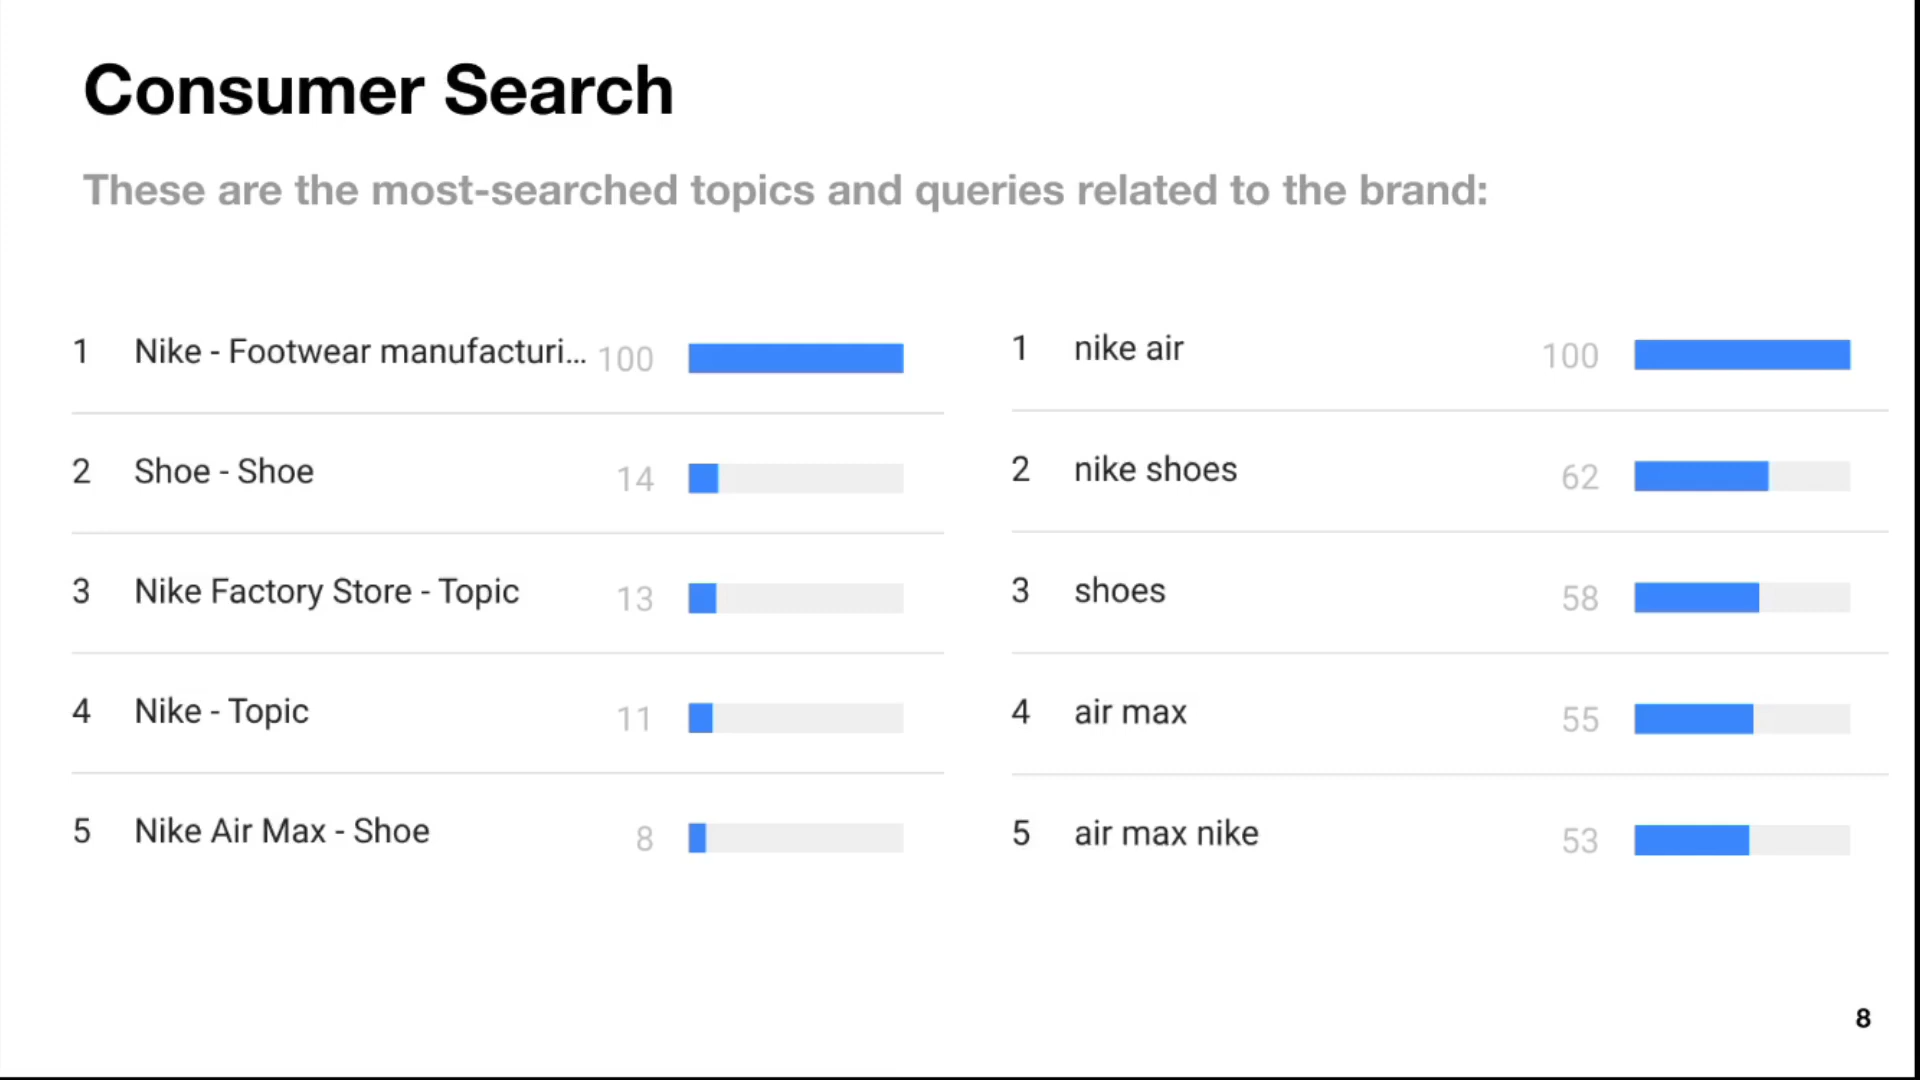 Consumer Search
These are the most-searched topics and queries related to the brand:
1 Nike - Footwear manufacturi... 100
2 Shoe - Shoe 14
3 Nike Factory Store - Topic 13
4 Nike - Topic 11
5 Nike Air Max - Shoe 8
1 nike air 100
2 nike shoes 62
3 shoes 58
4 air max 55
5 air max nike 53
8